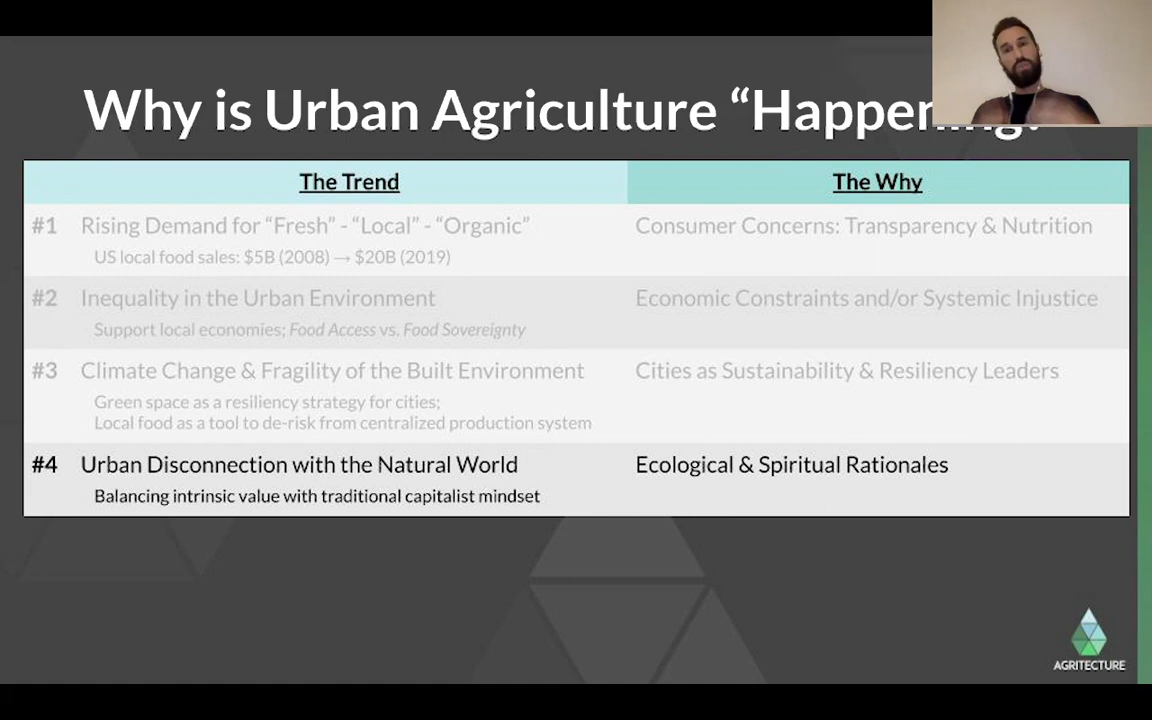 Why is Urban Agriculture “Happening?
The Trend
The Why
#1 Rising Demand for “Fresh” - “Local” - “Organic”
Consumer Concerns: Transparency & Nutrition
US local food sales: $5B (2008) → $20B (2019)
#2 Inequality in the Urban Environment
Economic Constraints and/or Systemic Injustice
Support local economies; Food Access vs. Food Sovereignty
#3 Climate Change & Fragility of the Built Environment
Cities as Sustainability & Resiliency Leaders
Green space as a resiliency strategy for cities;
Local food as a tool to de-risk from centralized production system
#4 Urban Disconnection with the Natural World
Ecological & Spiritual Rationales
Balancing intrinsic value with traditional capitalist mindset
AGRITECTURE